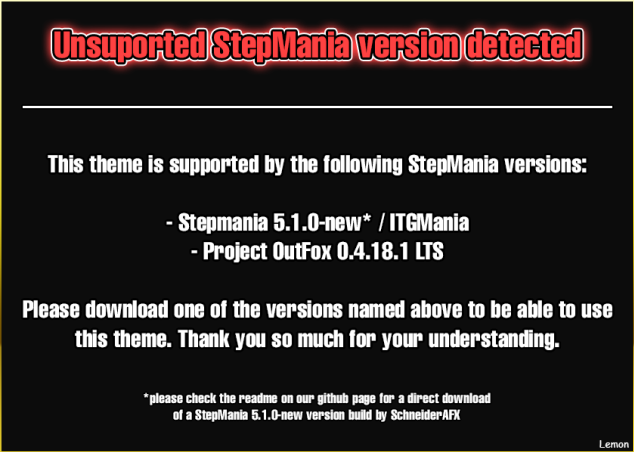 Unsuported StepMania version detected
This theme is supported by the following StepMania versions:
- Stepmania 5.1.0-new* / ITGMania
- Project OutFox 0.4.18.1 LTS
Please download one of the versions named above to be able to use
this theme. Thank you so much for your understanding.
*please check the readme on our github page for a direct download
of a StepMania 5.1.0-new version build by SchneiderAFX
Lemon